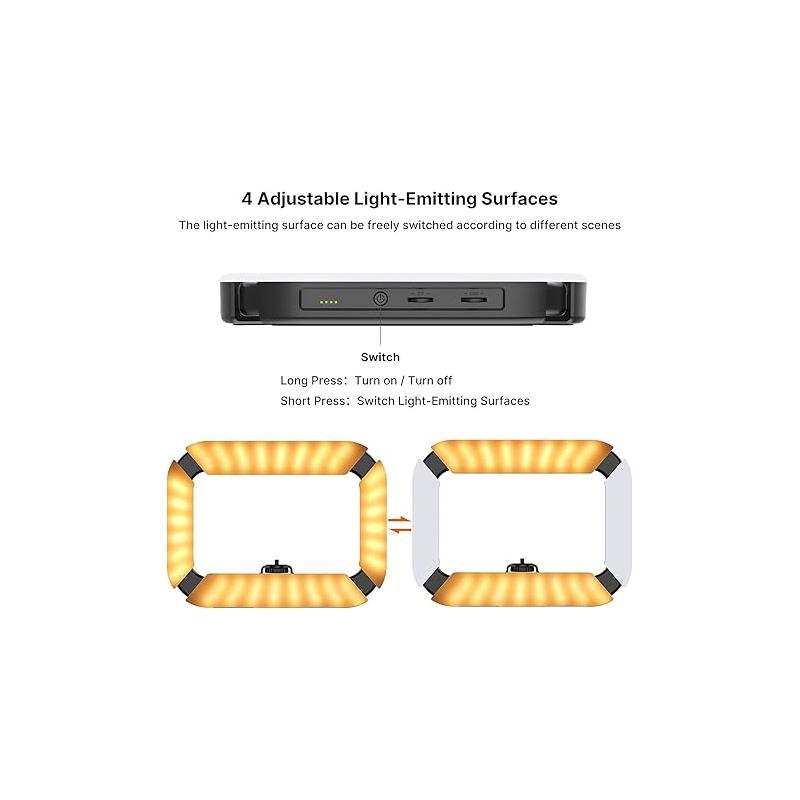 4 Adjustable Light-Emitting Surfaces
The light-emitting surface can be freely switched according to different scenes
Switch
Long Press: Turn on / Turn off
Short Press: Switch Light-Emitting Surfaces